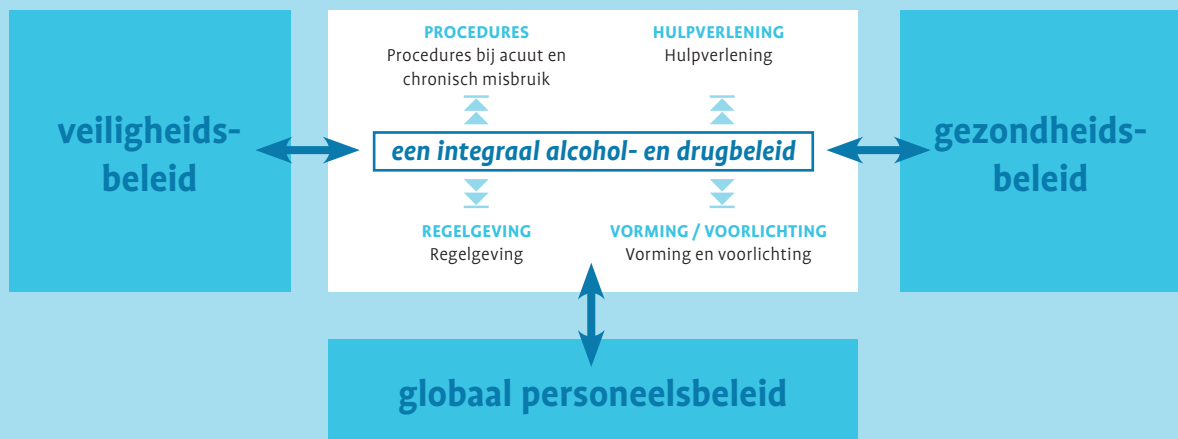 veiligheids-
beleid
PROCEDURES
Procedures bij acuut en
chronisch misbruik
HULPVERLENING
Hulpverlening
een integraal alcohol- en drugbeleid
REGELGEVING
Regelgeving
VORMING / VOORLICHTING
Vorming en voorlichting
gezondheids-
beleid
globaal personeelsbeleid